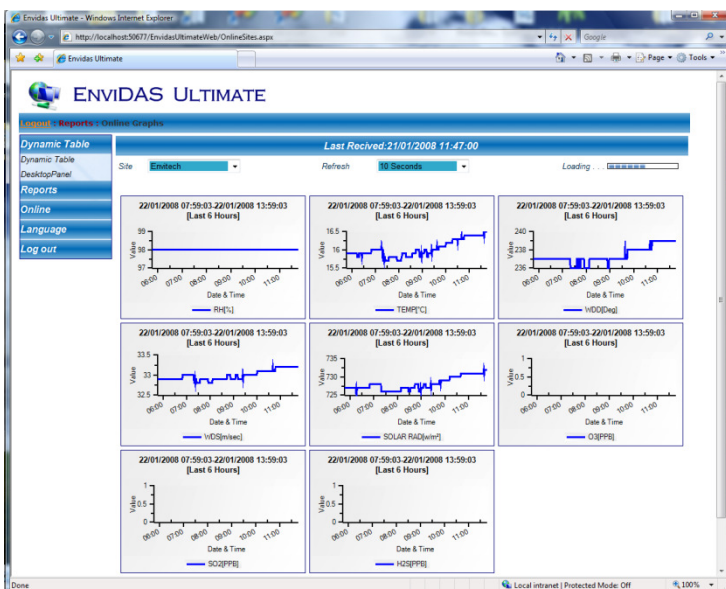 Envidas Ultimate - Windows Internet Explorer
http://localhost:50677/EnvidasUltimateWeb/OnlineSites.aspx
Google
Envidas Ultimate
Page
Tools
ENVIDAS ULTIMATE
Logout : Reports : Online Graphs
Dynamic Table
Dynamic Table
DesktopPanel
Reports
Online
Language
Log out
Last Recived:21/01/2008 11:47:00
Site Envitech Refresh 10 Seconds Loading . . .
22/01/2008 07:59:03-22/01/2008 13:59:03
[Last 6 Hours]
Value
99
98
97
06:00 07:00 08:00 09:00 10:00 11:00
Date & Time
RH[%]
22/01/2008 07:59:03-22/01/2008 13:59:03
[Last 6 Hours]
Value
16.5
16
15.5
06:00 07:00 08:00 09:00 10:00 11:00
Date & Time
TEMP[°C]
22/01/2008 07:59:03-22/01/2008 13:59:03
[Last 6 Hours]
Value
240
238
236
06:00 07:00 08:00 09:00 10:00 11:00
Date & Time
WDD[Deg]
22/01/2008 07:59:03-22/01/2008 13:59:03
[Last 6 Hours]
Value
33.5
33
32.5
06:00 07:00 08:00 09:00 10:00 11:00
Date & Time
WDS[m/sec]
22/01/2008 07:59:03-22/01/2008 13:59:03
[Last 6 Hours]
Value
735
730
725
06:00 07:00 08:00 09:00 10:00 11:00
Date & Time
SOLAR RAD[w/m²]
22/01/2008 07:59:03-22/01/2008 13:59:03
[Last 6 Hours]
Value
1
0.5
0
06:00 07:00 08:00 09:00 10:00 11:00
Date & Time
O3[PPB]
22/01/2008 07:59:03-22/01/2008 13:59:03
[Last 6 Hours]
Value
1
0.5
0
06:00 07:00 08:00 09:00 10:00 11:00
Date & Time
SO2[PPB]
22/01/2008 07:59:03-22/01/2008 13:59:03
[Last 6 Hours]
Value
1
0.5
0
06:00 07:00 08:00 09:00 10:00 11:00
Date & Time
H2S[PPB]
Done
Local intranet | Protected Mode: Off
100%